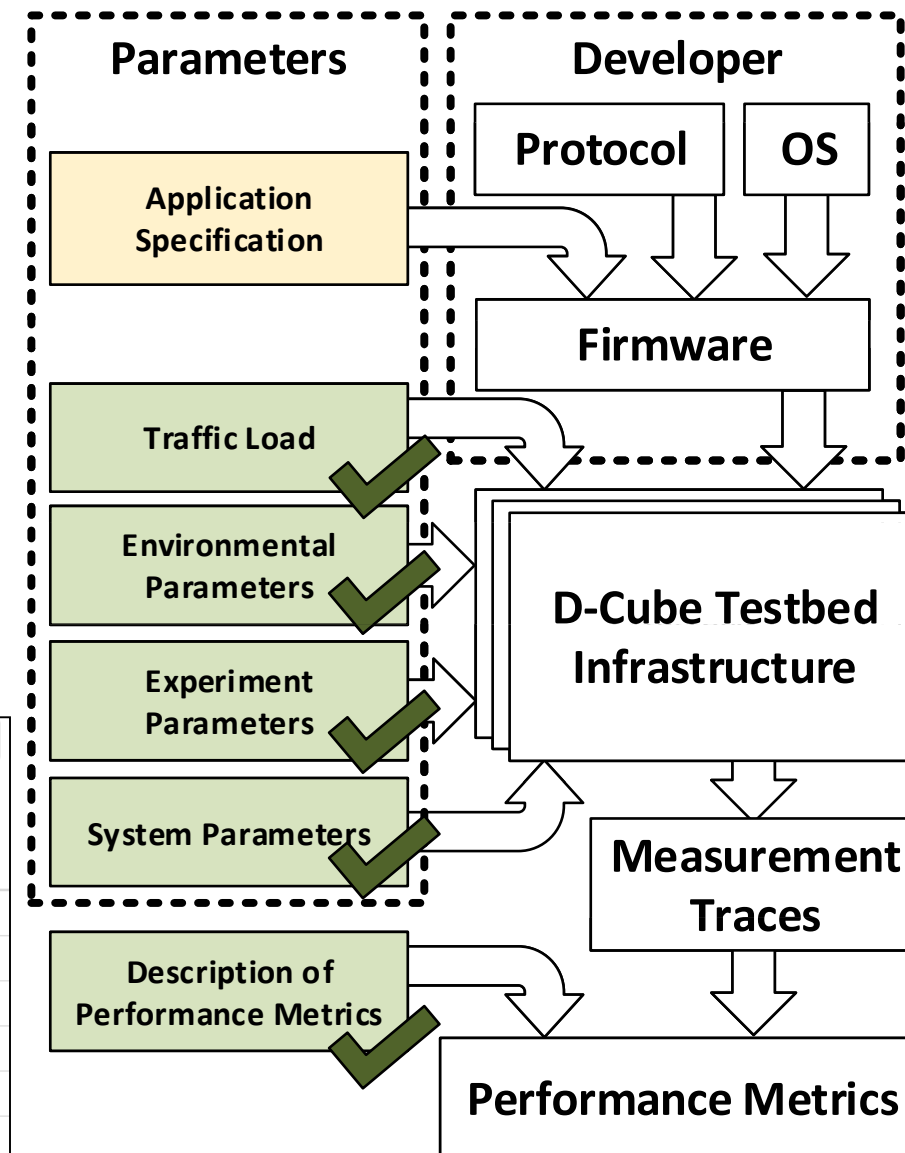 Parameters
Application
Specification
Traffic Load
Environmental
Parameters
Experiment
Parameters
System Parameters
Description of
Performance Metrics
Developer
Protocol
OS
Firmware
D-Cube Testbed
Infrastructure
Measurement
Traces
Performance Metrics